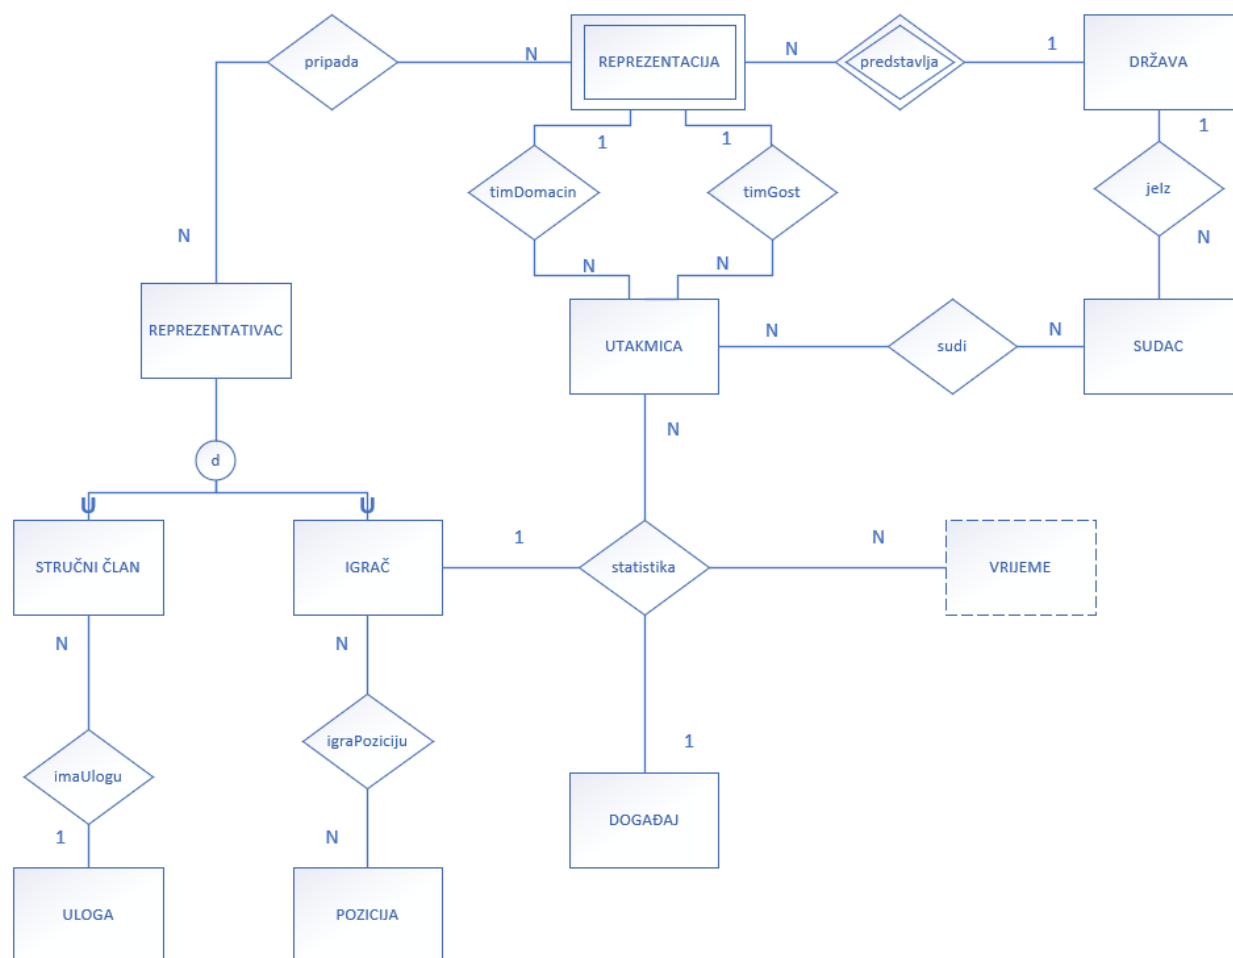 pripada
N
REPREZENTACIJA
N
predstavlja
1
DRŽAVA
1
1
1
timDomacin
timGost
jeIz
N
N
N
N
REPREZENTATIVAC
UTAKMICA
N
sudi
N
SUDAC
N
d
U
U
STRUČNI ČLAN
IGRAČ
1
statistika
N
VRIJEME
N
N
imaUlogu
igraPoziciju
1
1
N
DOGAĐAJ
ULOGA
POZICIJA